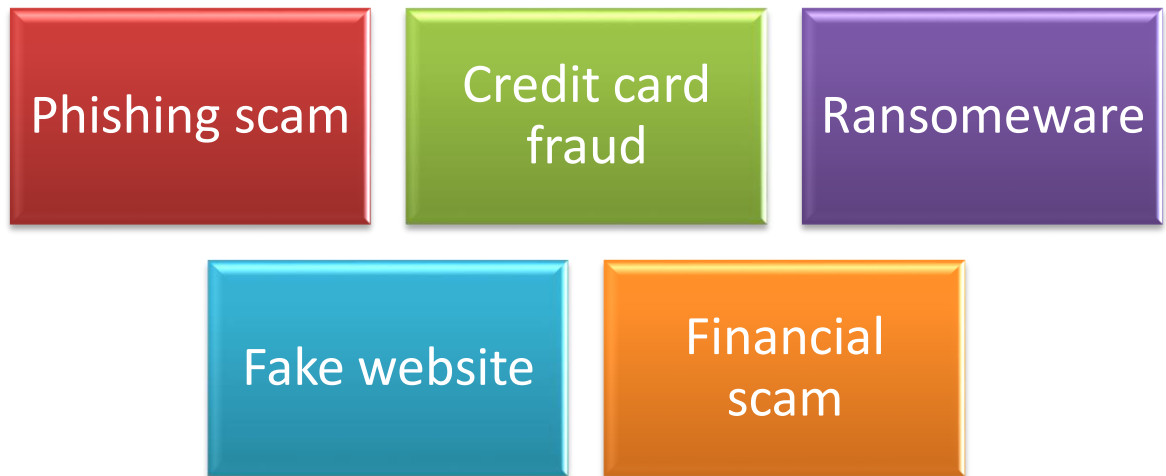 Phishing scam
Credit card
fraud
Ransomeware
Fake website
Financial
scam